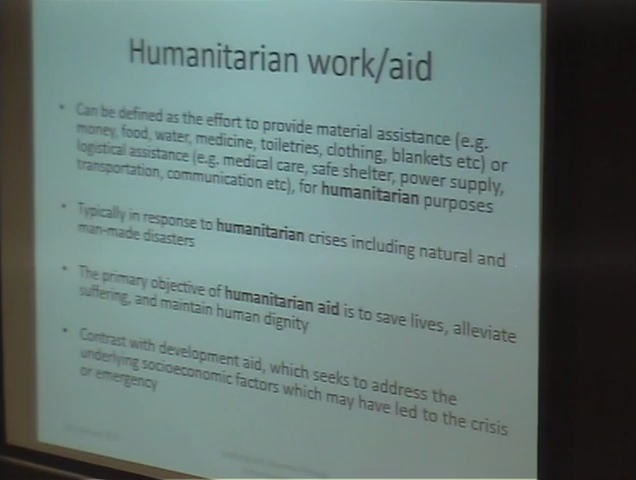 Humanitarian work/aid
• Can be defined as the effort to provide material assistance (e.g.
money, food, water, medicine, toiletries, clothing, blankets etc) or
logistical assistance (e.g. medical care, safe shelter, power supply,
transportation, communication etc), for humanitarian purposes
• Typically in response to humanitarian crises including natural and
man-made disasters
• The primary objective of humanitarian aid is to save lives, alleviate
suffering, and maintain human dignity
• Contrast with development aid, which seeks to address the
underlying socioeconomic factors which may have led to the crisis
or emergency